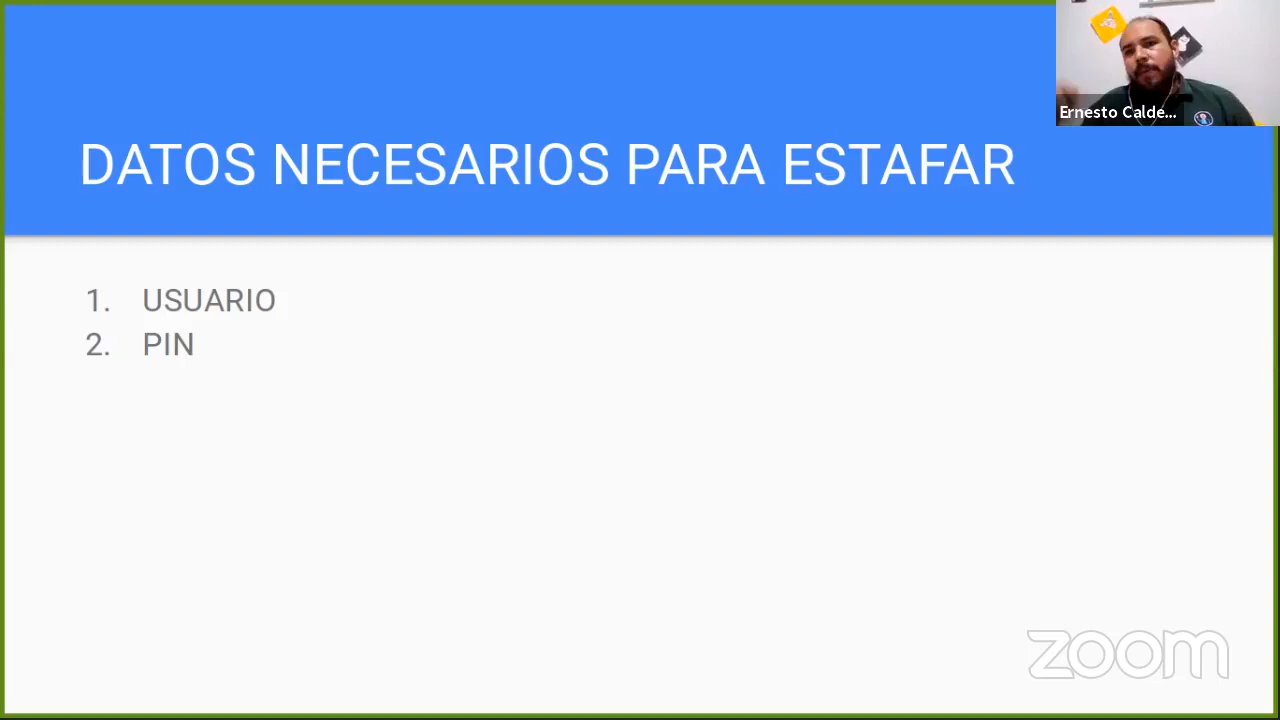 Ernesto Calde...
DATOS NECESARIOS PARA ESTAFAR
1. USUARIO
2. PIN
zoom